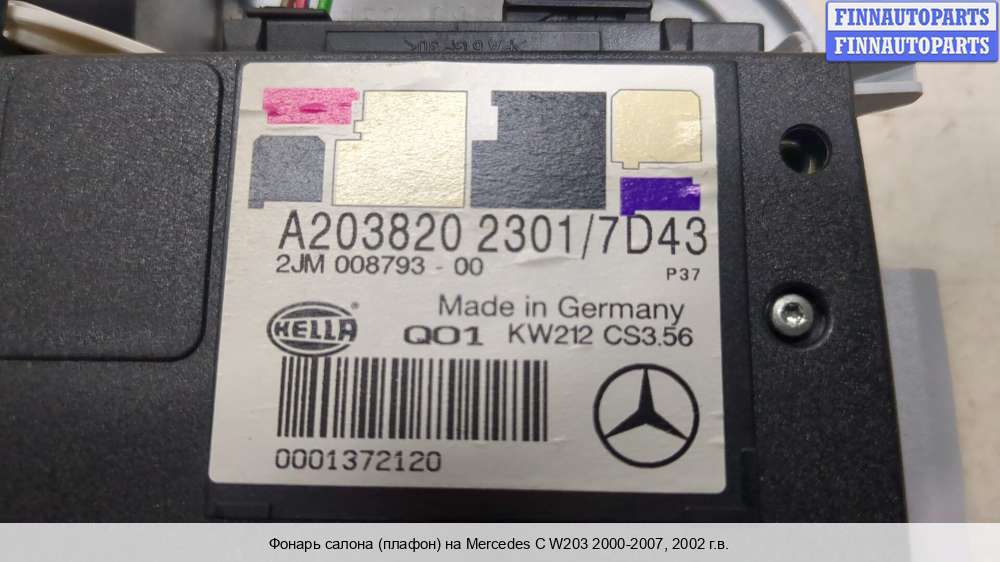 FINNAUTOPARTS
FINNAUTOPARTS
A203820 2301/7D43
2JM 008793 - 00
P37
HELLA®
Made in Germany
Q01 KW212 CS3.56
0001372120
Фонарь салона (плафон) на Mercedes C W203 2000-2007, 2002 г.в.